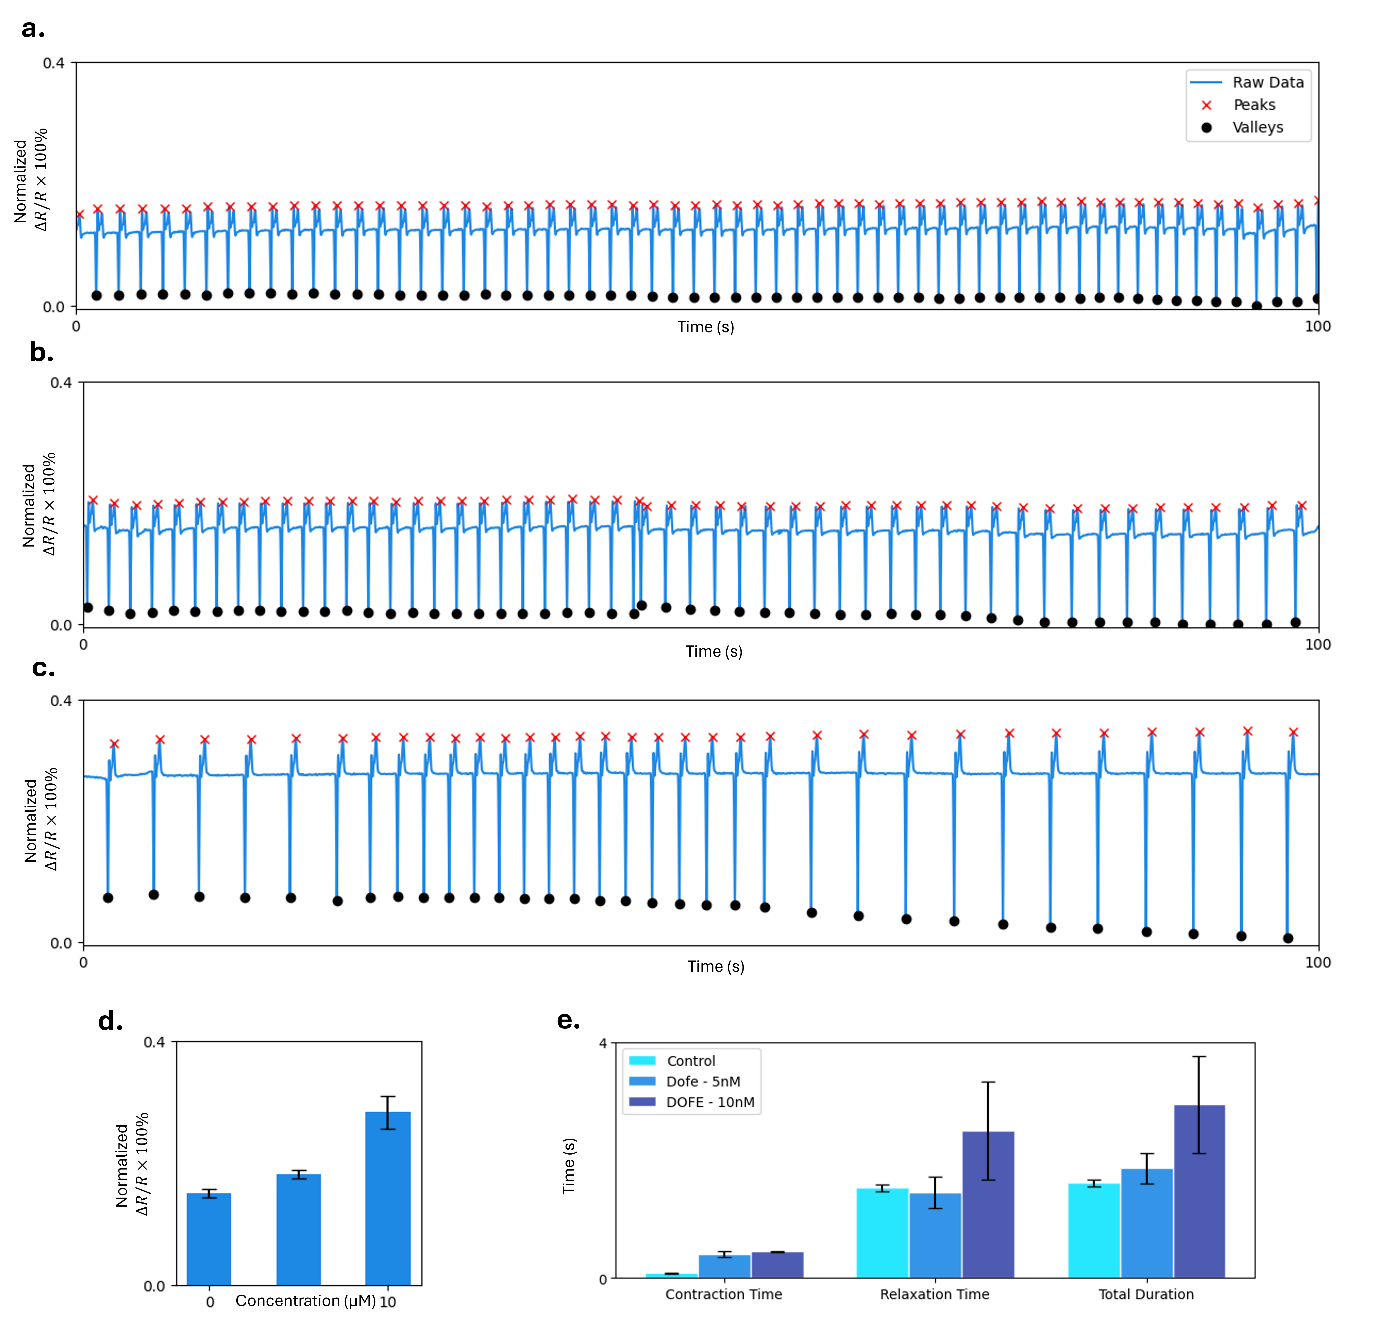 a.
0.4
Raw Data
Peaks
Valleys
Normalized
ΔR/R × 100%
0.0
0
Time (s)
100
b.
0.4
Normalized
ΔR/R × 100%
0.0
0
Time (s)
100
c.
0.4
Normalized
ΔR/R × 100%
0.0
0
Time (s)
100
d.
0.4
Normalized
ΔR/R × 100%
0.0
0 Concentration (µM) 10
e.
4
Control
Dofe - 5nM
DOFE - 10nM
Time (s)
0
Contraction Time
Relaxation Time
Total Duration